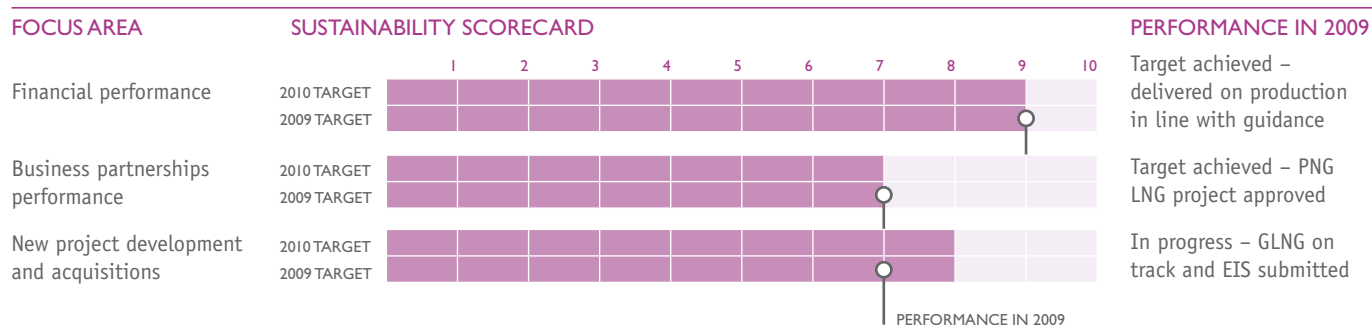 FOCUS AREA SUSTAINABILITY SCORECARD PERFORMANCE IN 2009
1 2 3 4 5 6 7 8 9 10
Financial performance
2010 TARGET
2009 TARGET
Target achieved –
delivered on production
in line with guidance
Business partnerships
performance
2010 TARGET
2009 TARGET
Target achieved – PNG
LNG project approved
New project development
and acquisitions
2010 TARGET
2009 TARGET
In progress – GLNG on
track and EIS submitted
PERFORMANCE IN 2009